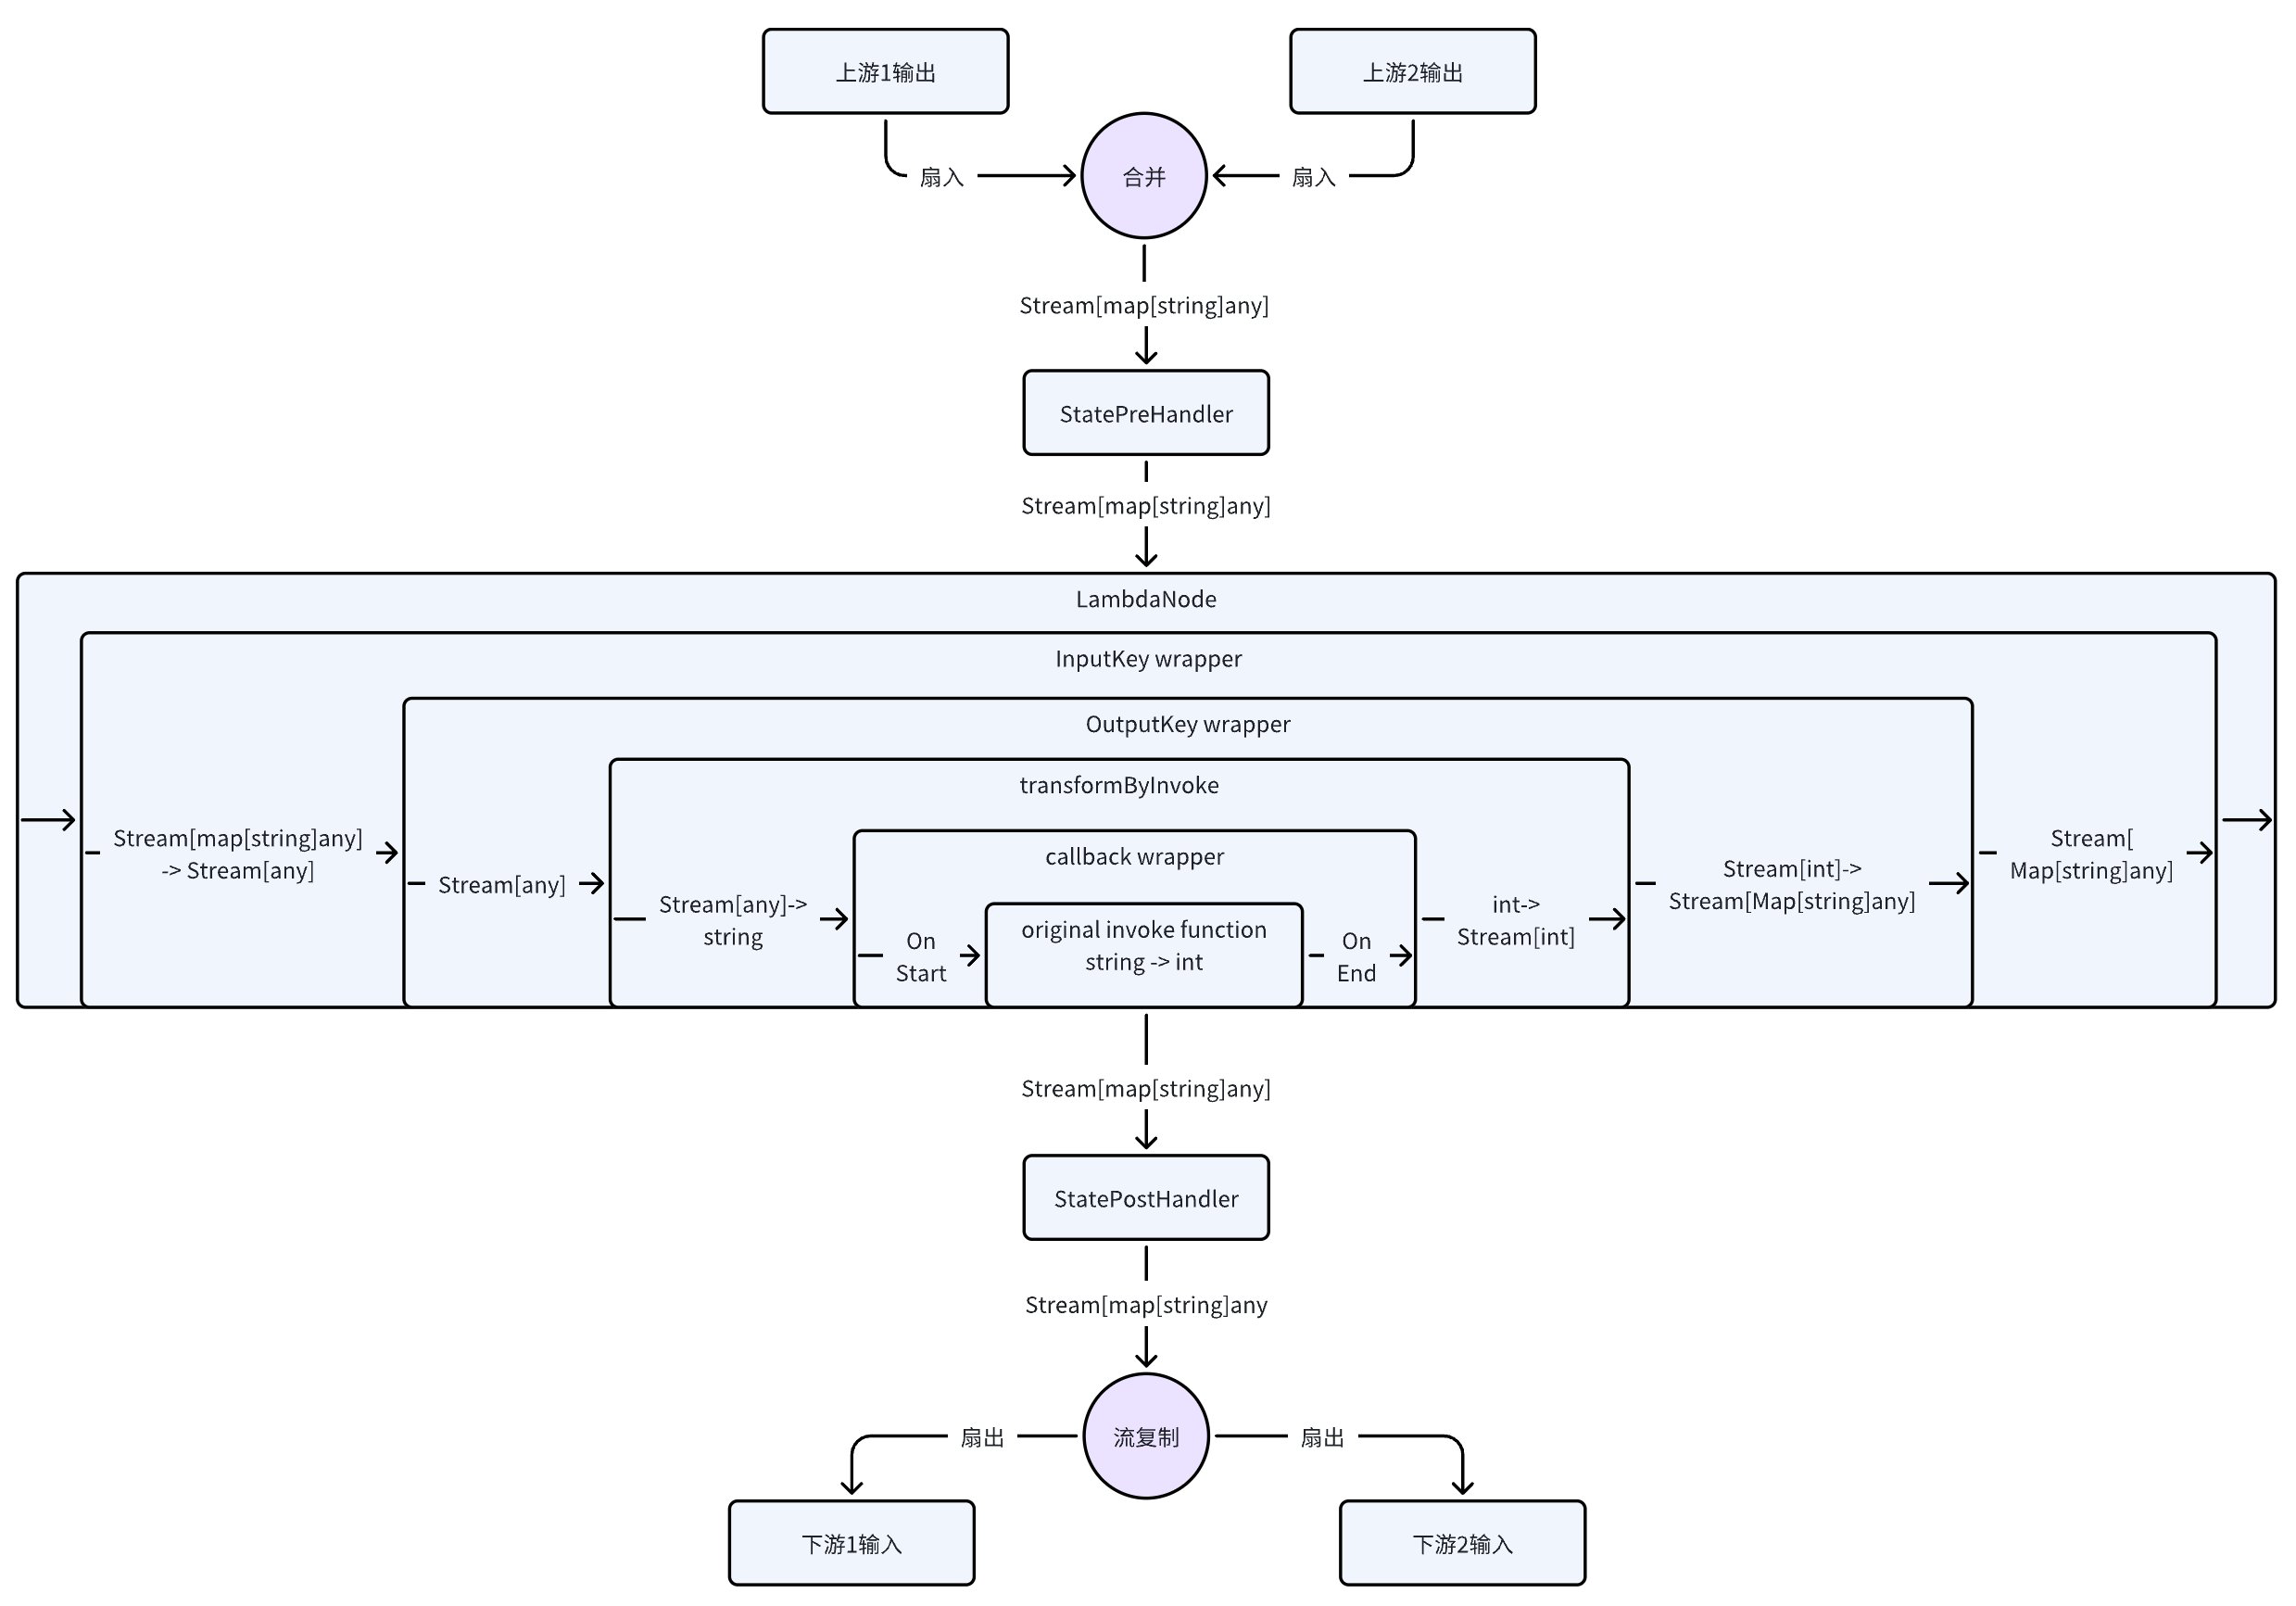 上游1输出
上游2输出
扇入
合并
扇入
Stream[map[string]any]
StatePreHandler
Stream[map[string]any]
LambdaNode
InputKey wrapper
OutputKey wrapper
transformByInvoke
callback wrapper
Stream[map[string]any]
-> Stream[any]
Stream[any]
Stream[any]->
string
On
Start
original invoke function
string -> int
On
End
int->
Stream[int]
Stream[int]->
Stream[Map[string]any]
Stream[
Map[string]any]
Stream[map[string]any]
StatePostHandler
Stream[map[string]any
扇出
流复制
扇出
下游1输入
下游2输入